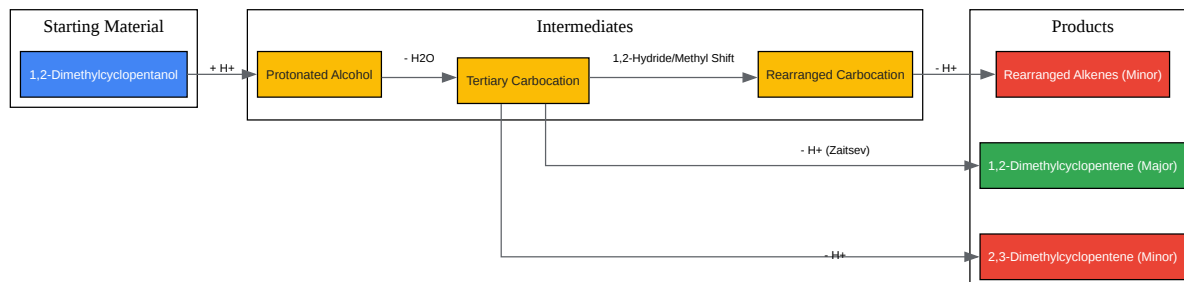 Starting Material
Intermediates
Products
1,2-Dimethylcyclopentanol
+ H+
Protonated Alcohol
- H2O
Tertiary Carbocation
1,2-Hydride/Methyl Shift
Rearranged Carbocation
- H+
Rearranged Alkenes (Minor)
- H+ (Zaitsev)
1,2-Dimethylcyclopentene (Major)
- H+
2,3-Dimethylcyclopentene (Minor)